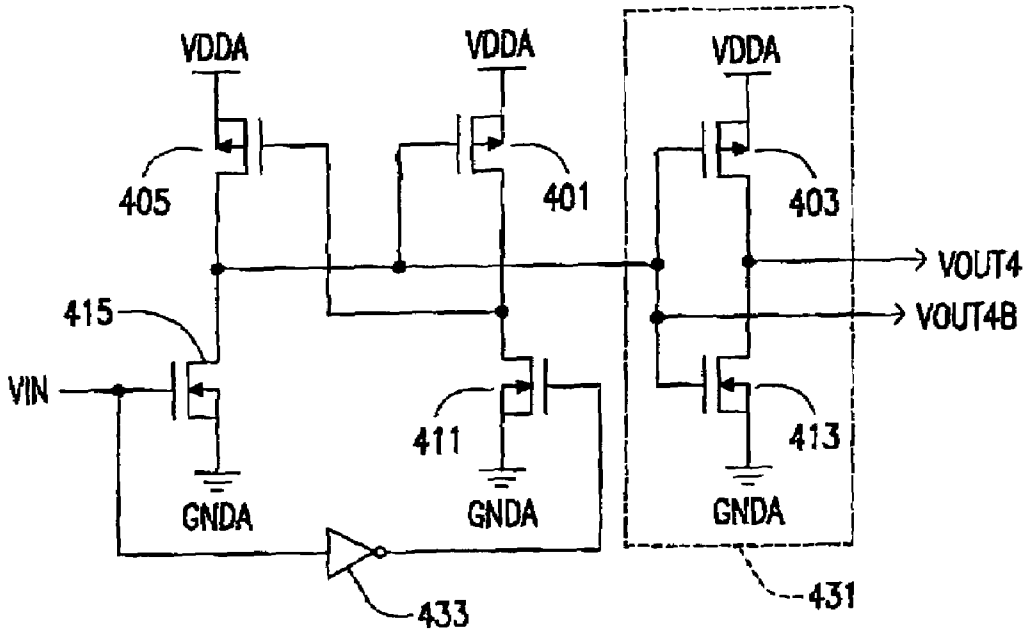 VDDA
VDDA
VDDA
405
401
403
VOUT4
VOUT4B
415
VIN
411
413
GNDA
GNDA
GNDA
431
433